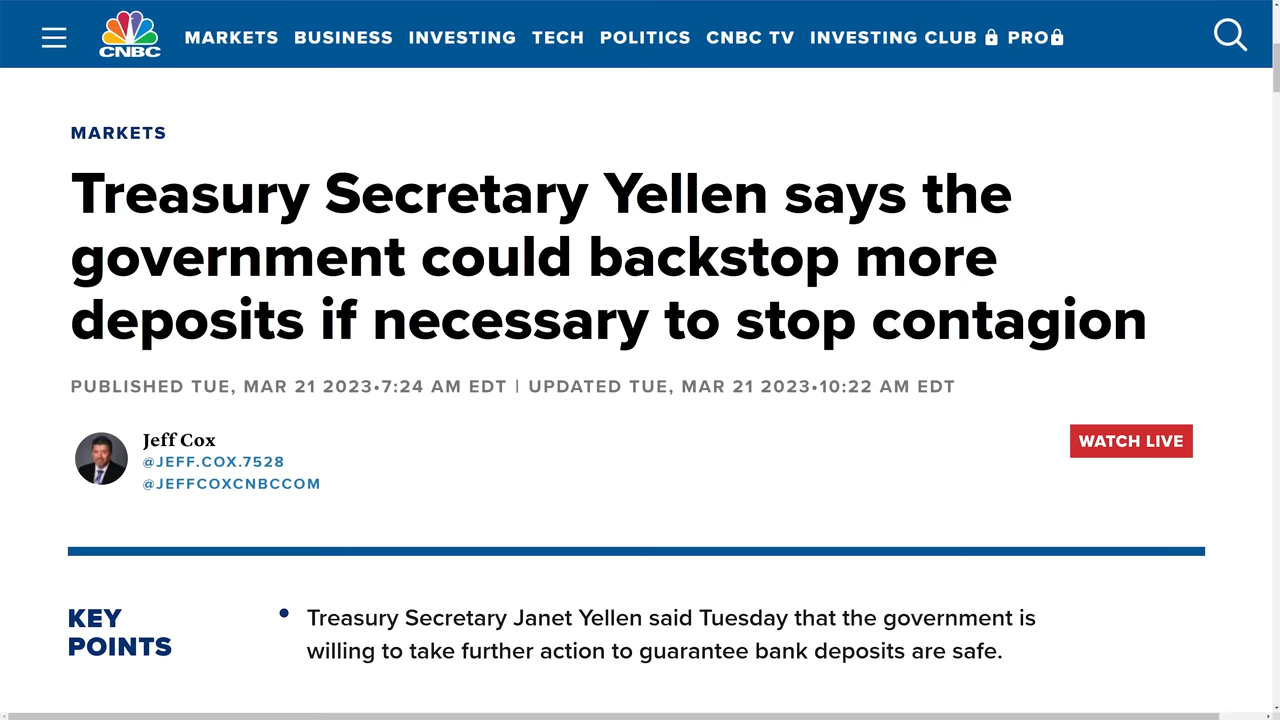 CNBC
MARKETS BUSINESS INVESTING TECH POLITICS CNBC TV INVESTING CLUB PRO
MARKETS
Treasury Secretary Yellen says the
government could backstop more
deposits if necessary to stop contagion
PUBLISHED TUE, MAR 21 2023•7:24 AM EDT | UPDATED TUE, MAR 21 2023•10:22 AM EDT
Jeff Cox
@JEFF.COX.7528
@JEFFCOXCNBCCOM
WATCH LIVE
KEY
POINTS
• Treasury Secretary Janet Yellen said Tuesday that the government is
willing to take further action to guarantee bank deposits are safe.